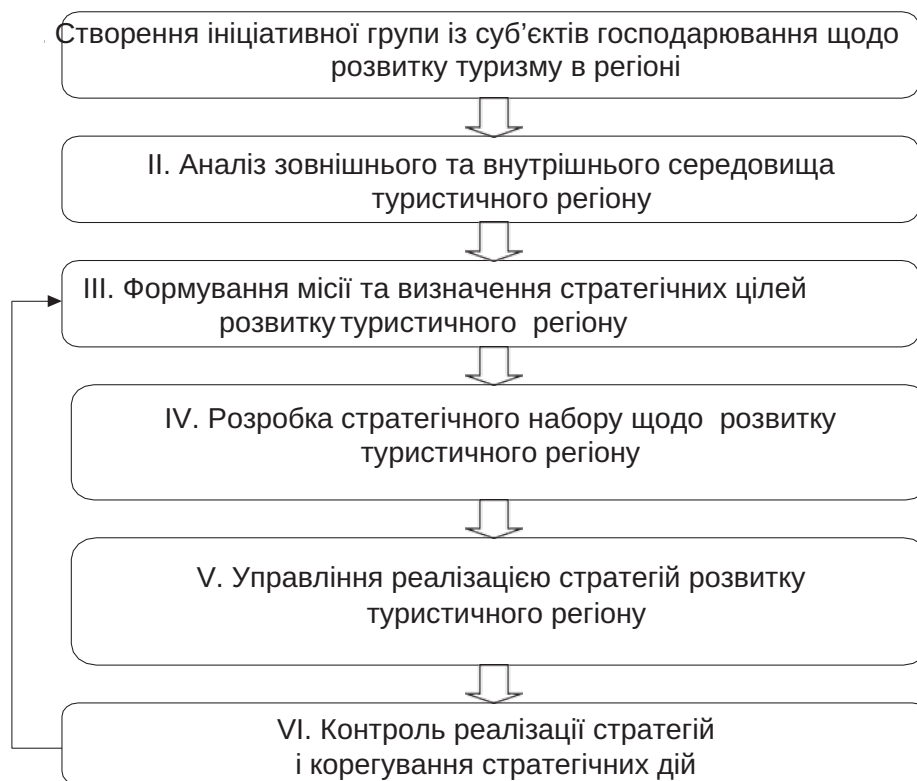 . Створення ініціативної групи із суб’єктів господарювання щодо
розвитку туризму в регіоні
II. Аналіз зовнішнього та внутрішнього середовища
туристичного регіону
III. Формування місії та визначення стратегічних цілей
розвитку туристичного регіону
IV. Розробка стратегічного набору щодо розвитку
туристичного регіону
V. Управління реалізацією стратегій розвитку
туристичного регіону
VI. Контроль реалізації стратегій
і корегування стратегічних дій